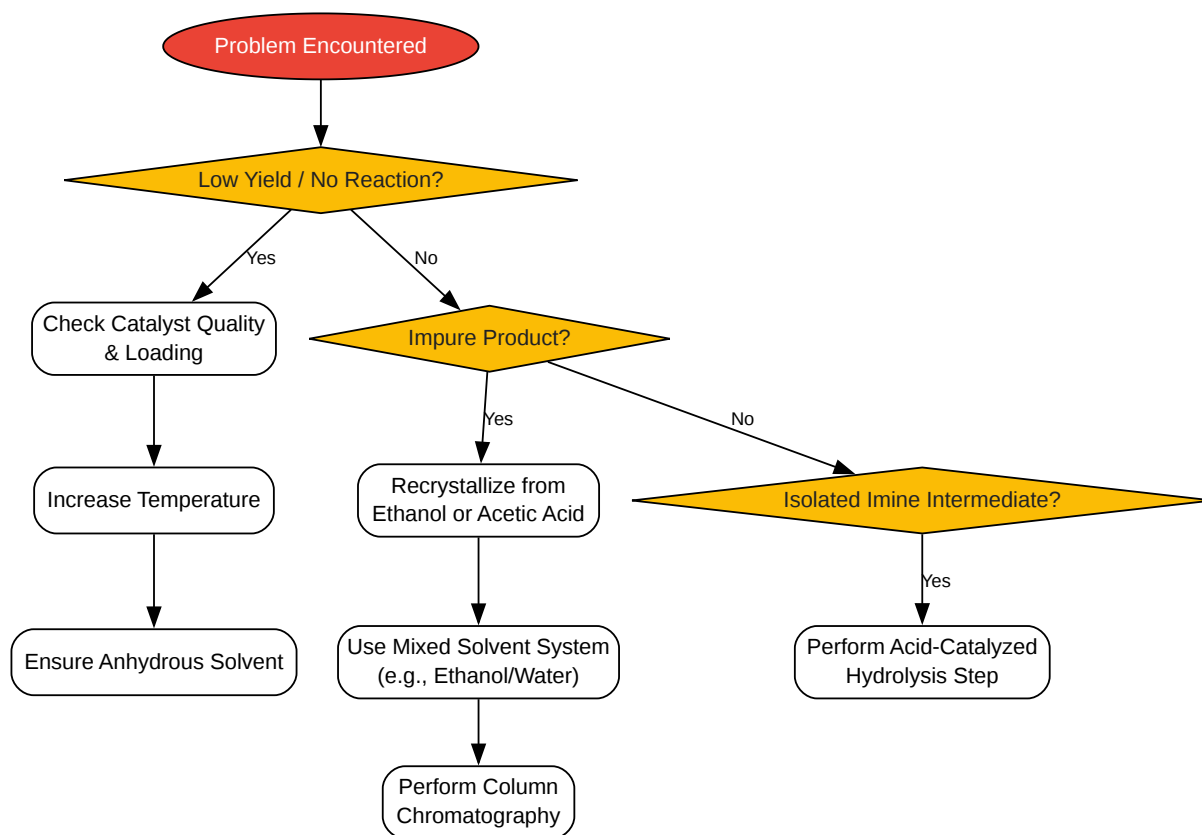 Problem Encountered
Low Yield / No Reaction?
Yes
No
Check Catalyst Quality
& Loading
Impure Product?
Yes
No
Increase Temperature
Recrystallize from
Ethanol or Acetic Acid
Isolated Imine Intermediate?
Yes
Ensure Anhydrous Solvent
Use Mixed Solvent System
(e.g., Ethanol/Water)
Perform Acid-Catalyzed
Hydrolysis Step
Perform Column
Chromatography